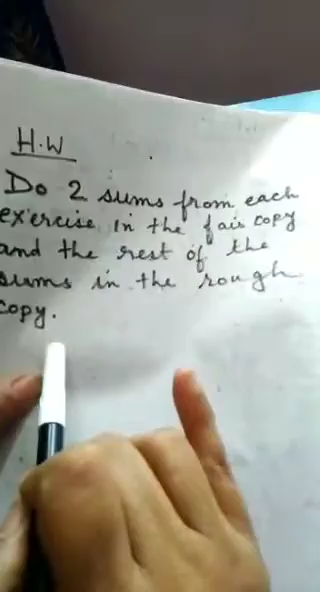 H.W
Do 2 sums from each
exercise in the fair copy
and the rest of the
sums in the rough
copy.